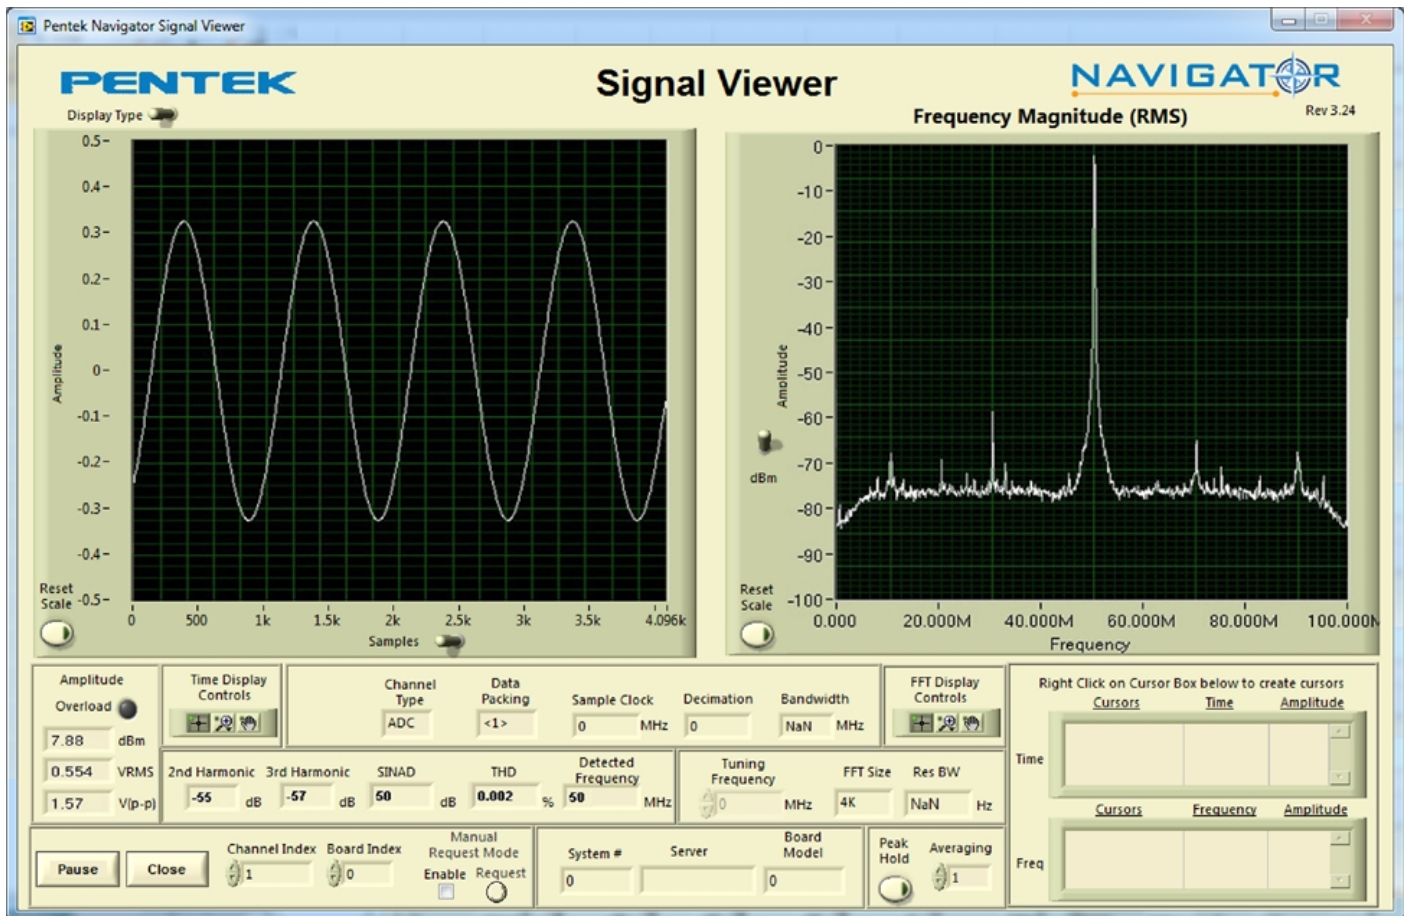 Pentek Navigator Signal Viewer
PENTEK
Signal Viewer
NAVIGATOR
Display Type
Frequency Magnitude (RMS)
Rev 3.24
0.5
0.4
0.3
0.2
0.1
0
-0.1
-0.2
-0.3
-0.4
-0.5
Amplitude
Reset
Scale
0 500 1k 1.5k 2k 2.5k 3k 3.5k 4.096k
Samples
0
-10
-20
-30
-40
-50
-60
-70
-80
-90
-100
Amplitude
dBm
Reset
Scale
0.000 20.000M 40.000M 60.000M 80.000M 100.000M
Frequency
Amplitude
Overload
7.88 dBm
0.554 VRMS
1.57 V(p-p)
Time Display
Controls
Channel
Type
ADC
Data
Packing
<1>
Sample Clock
0 MHz
Decimation
0
Bandwidth
NaN MHz
FFT Display
Controls
2nd Harmonic
-55 dB
3rd Harmonic
-57 dB
SINAD
50 dB
THD
0.002 %
Detected
Frequency
50 MHz
Tuning
Frequency
0 MHz
FFT Size
4K
Res BW
NaN Hz
Right Click on Cursor Box below to create cursors
Cursors Time Amplitude
Time
Cursors Frequency Amplitude
Freq
Pause
Close
Channel Index
1
Board Index
0
Manual
Request Mode
Enable Request
System #
0
Server
Board
Model
0
Peak
Hold
Averaging
1